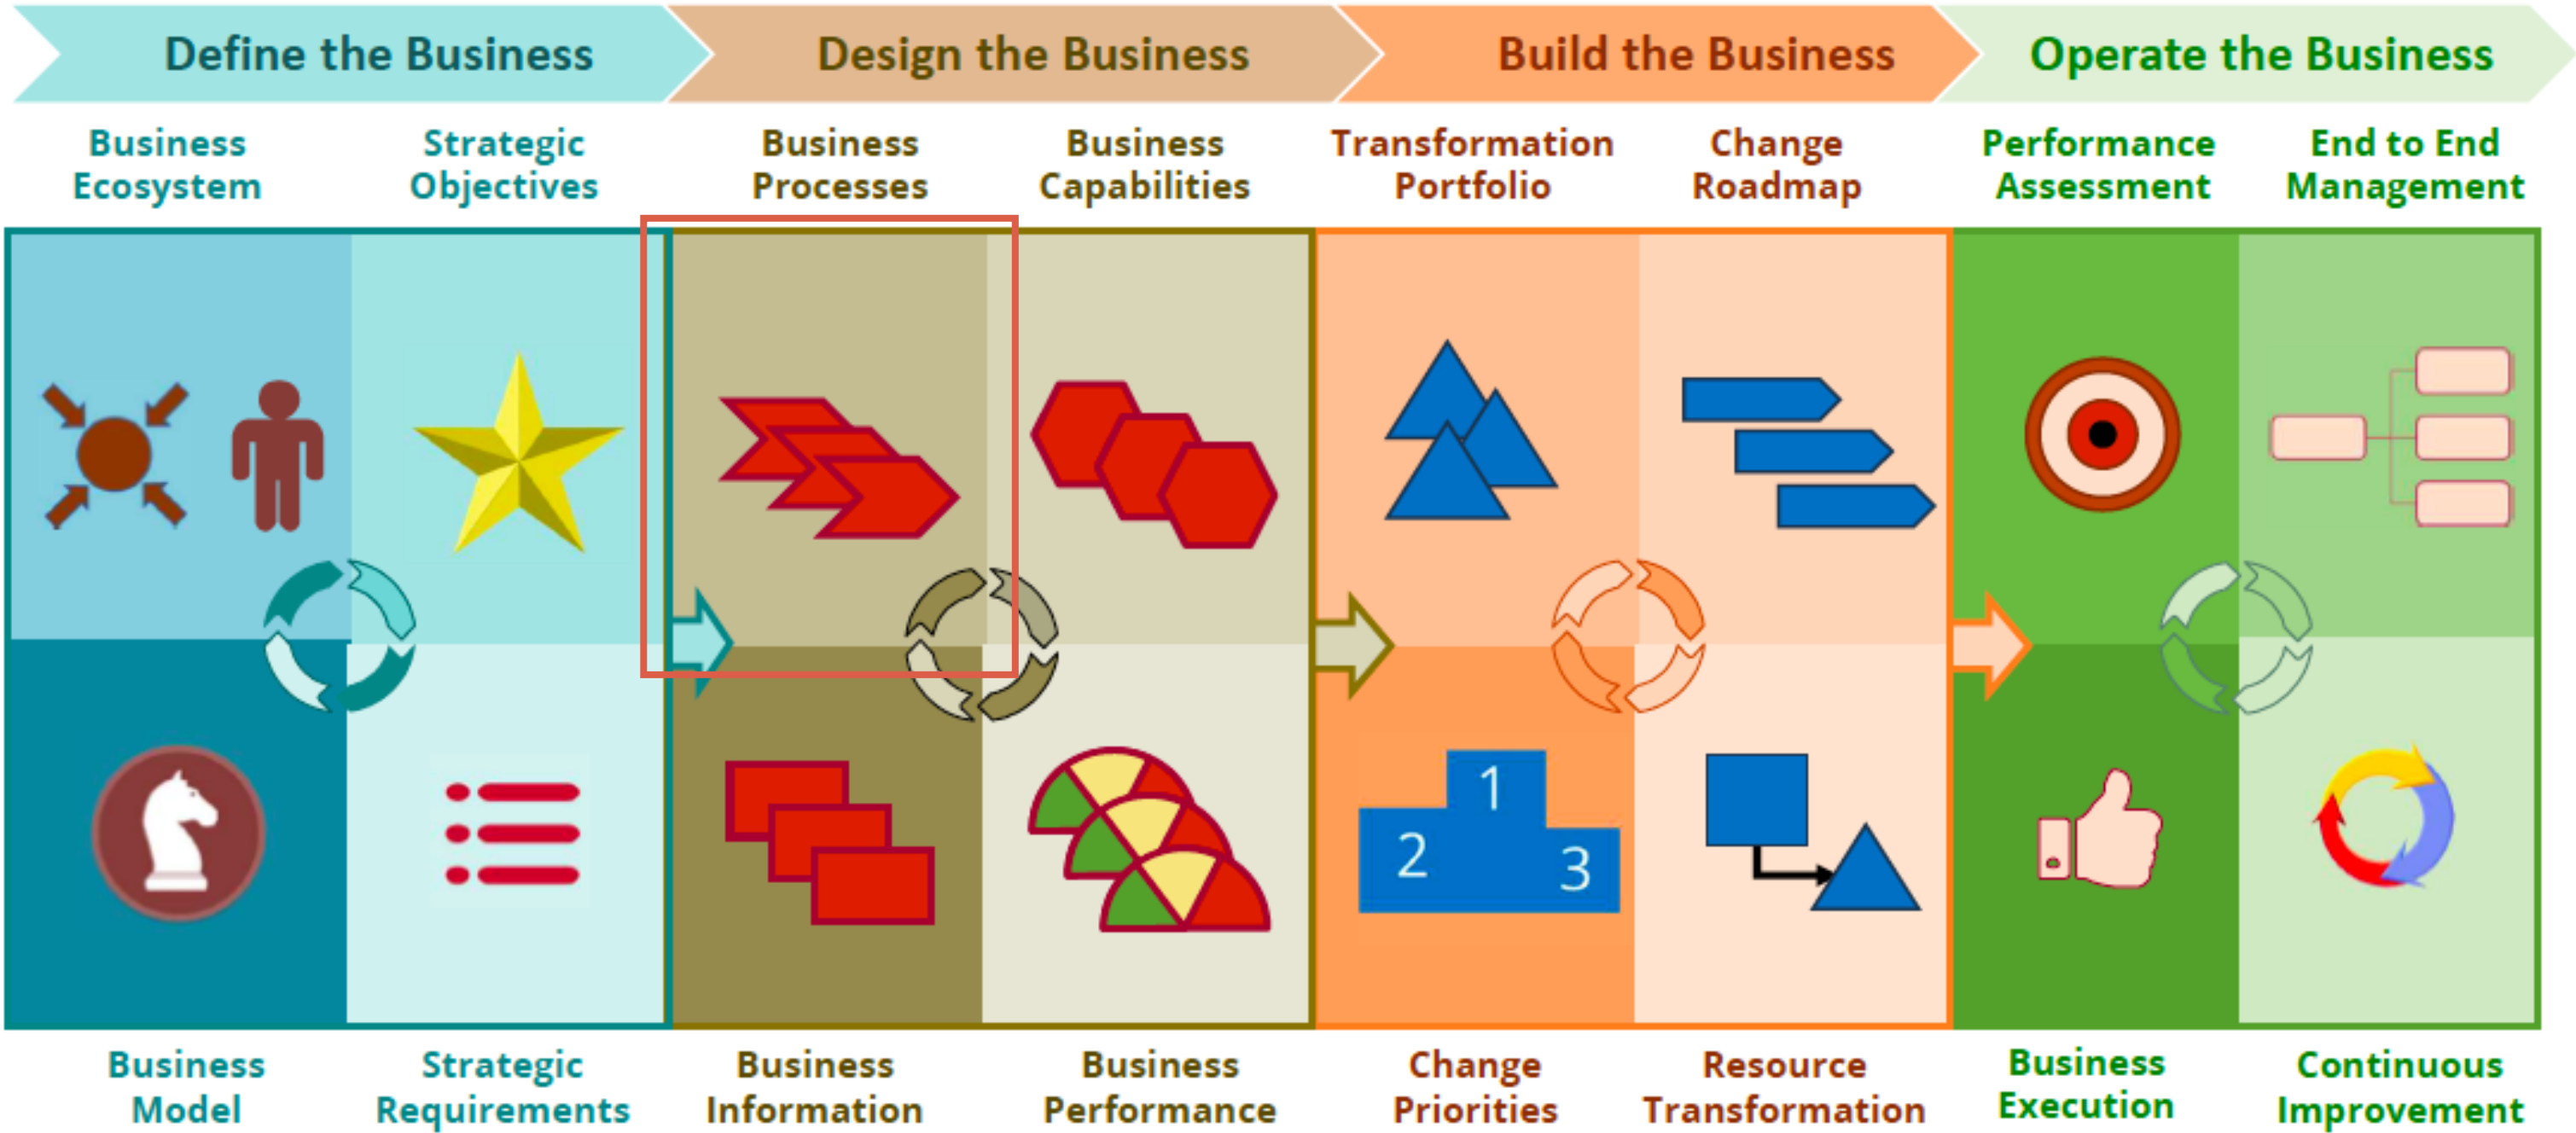 Define the Business
Design the Business
Build the Business
Operate the Business
Business
Ecosystem
Strategic
Objectives
Business
Processes
Business
Capabilities
Transformation
Portfolio
Change
Roadmap
Performance
Assessment
End to End
Management
1
2
3
Business
Model
Strategic
Requirements
Business
Information
Business
Performance
Change
Priorities
Resource
Transformation
Business
Execution
Continuous
Improvement